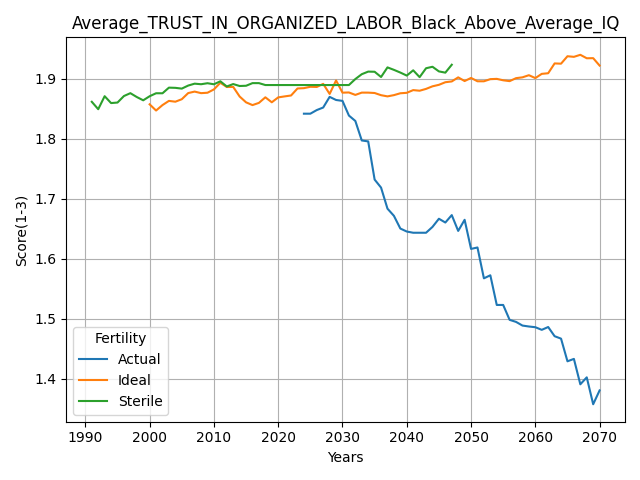 Average_TRUST_IN_ORGANIZED_LABOR_Black_Above_Average_IQ
Score(1-3)
1.9
1.8
1.7
1.6
1.5
1.4
Fertility
Actual
Ideal
Sterile
1990 2000 2010 2020 2030 2040 2050 2060 2070
Years